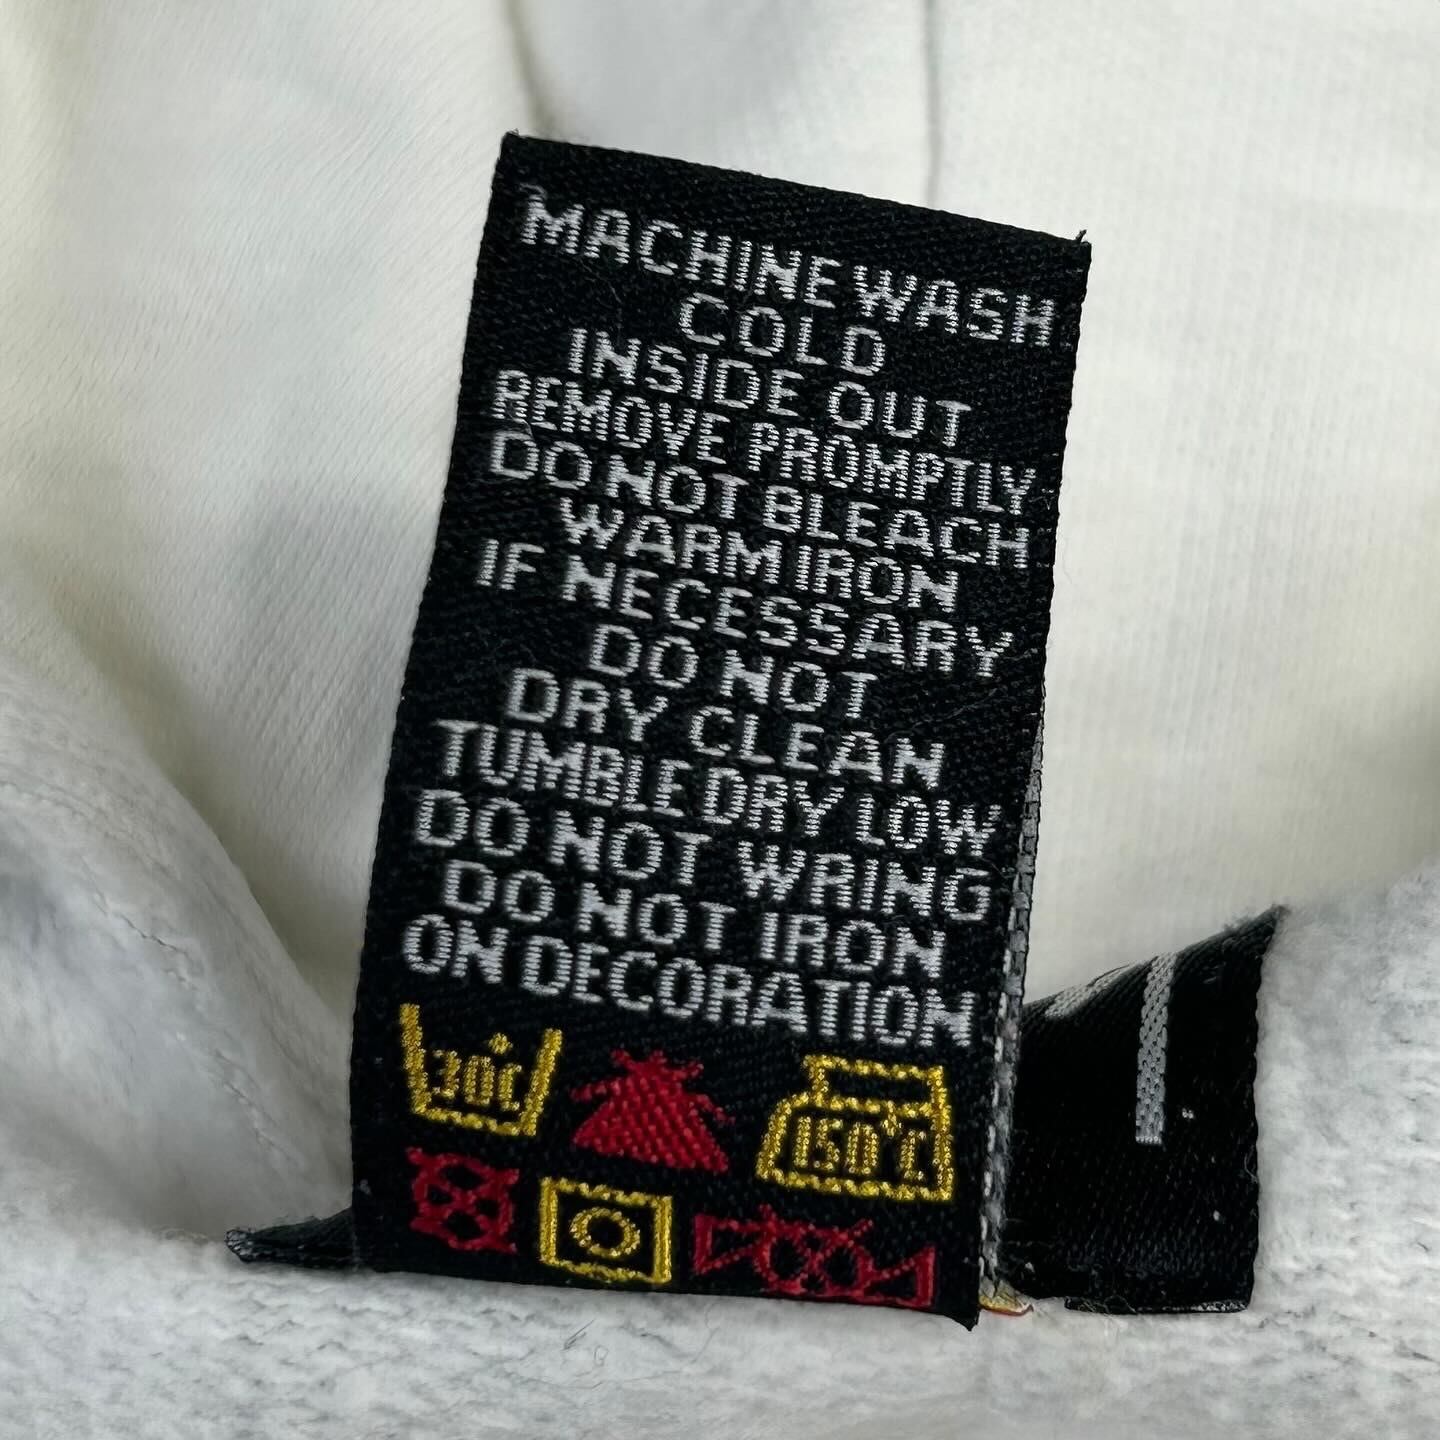 MACHINE WASH
COLD
INSIDE OUT
REMOVE PROMPTLY
DO NOT BLEACH
WARM IRON
IF NECESSARY
DO NOT
DRY CLEAN
TUMBLE DRY LOW
DO NOT WRING
DO NOT IRON
ON DECORATION
30°C
150°C